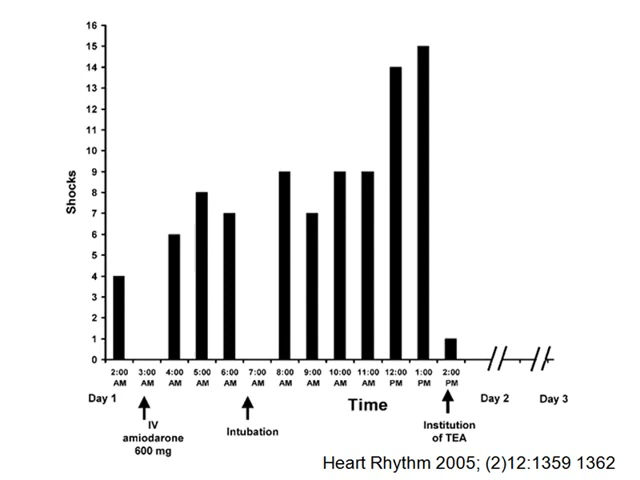 16
15
14
13
12
11
10
9
8
7
6
5
4
3
2
1
0
Shocks
2:00 3:00 4:00 5:00 6:00 7:00 8:00 9:00 10:00 11:00 12:00 1:00 2:00
AM AM AM AM AM AM AM AM AM AM PM PM PM
Day 1
Time
Day 2
Day 3
IV
amiodarone
600 mg
Intubation
Institution
of TEA
Heart Rhythm 2005; (2)12:1359 1362